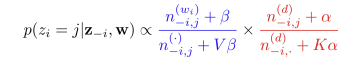 $p(z_i = j|\mathbf{z}_{-i}, \mathbf{w}) \propto \frac{n_{-i,j}^{(w_i)} + \beta}{n_{-i,j}^{(\cdot)} + V\beta} \times \frac{n_{-i,j}^{(d)} + \alpha}{n_{-i,\cdot}^{(d)} + K\alpha}$